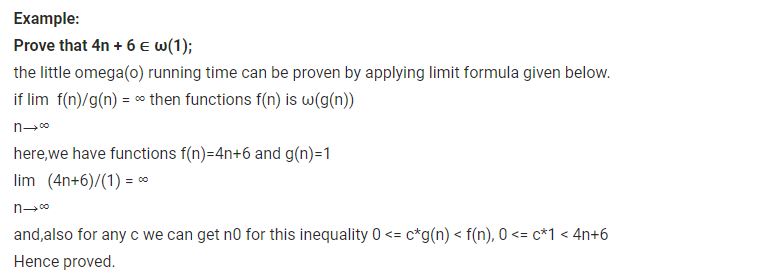 Example:
Prove that 4n + 6 ∈ ω(1);
the little omega(ο) running time can be proven by applying limit formula given below.
if lim  f(n)/g(n) = ∞ then functions f(n) is ω(g(n))
n→∞
here,we have functions f(n)=4n+6 and g(n)=1
lim   (4n+6)/(1) = ∞
n→∞
and,also for any c we can get n0 for this inequality 0 <= c*g(n) < f(n), 0 <= c*1 < 4n+6
Hence proved.